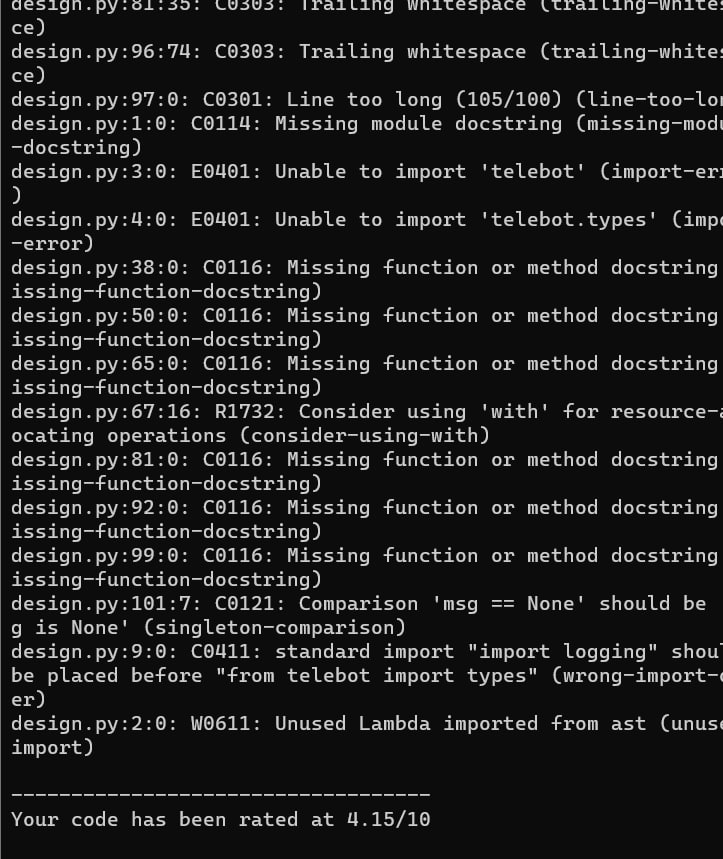 design.py:81:35: C0303: Trailing whitespace (trailing-whites
ce)
design.py:96:74: C0303: Trailing whitespace (trailing-whites
ce)
design.py:97:0: C0301: Line too long (105/100) (line-too-lon
design.py:1:0: C0114: Missing module docstring (missing-modu
-docstring)
design.py:3:0: E0401: Unable to import 'telebot' (import-err
)
design.py:4:0: E0401: Unable to import 'telebot.types' (impo
-error)
design.py:38:0: C0116: Missing function or method docstring
issing-function-docstring)
design.py:50:0: C0116: Missing function or method docstring
issing-function-docstring)
design.py:65:0: C0116: Missing function or method docstring
issing-function-docstring)
design.py:67:16: R1732: Consider using 'with' for resource-a
ocating operations (consider-using-with)
design.py:81:0: C0116: Missing function or method docstring
issing-function-docstring)
design.py:92:0: C0116: Missing function or method docstring
issing-function-docstring)
design.py:99:0: C0116: Missing function or method docstring
issing-function-docstring)
design.py:101:7: C0121: Comparison 'msg == None' should be
g is None' (singleton-comparison)
design.py:9:0: C0411: standard import "import logging" shoul
be placed before "from telebot import types" (wrong-import-o
er)
design.py:2:0: W0611: Unused Lambda imported from ast (unuse
import)
-----------------------------------
Your code has been rated at 4.15/10